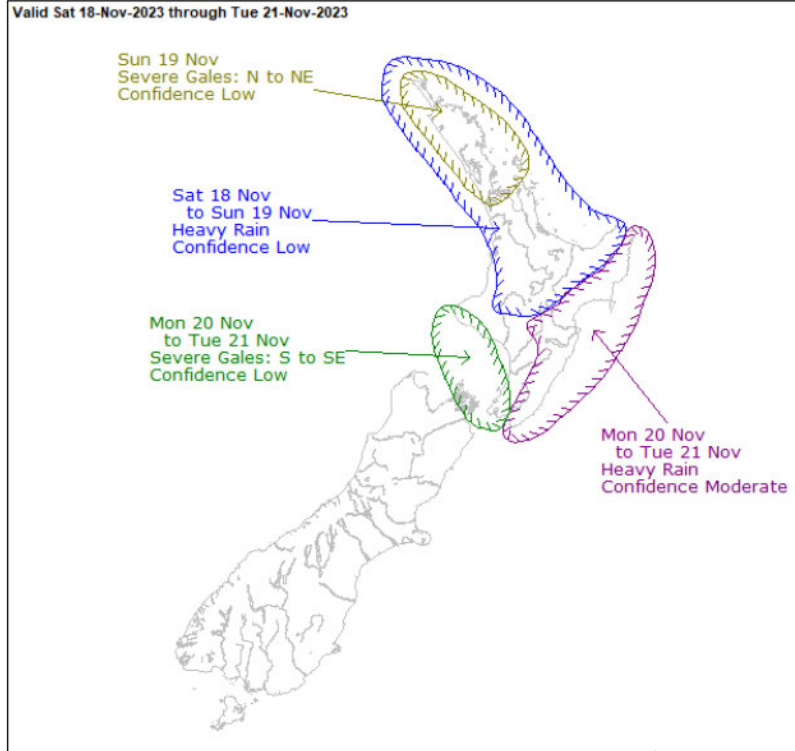 Valid Sat 18-Nov-2023 through Tue 21-Nov-2023
Sun 19 Nov
Severe Gales: N to NE
Confidence Low
Sat 18 Nov
to Sun 19 Nov
Heavy Rain
Confidence Low
Mon 20 Nov
to Tue 21 Nov
Severe Gales: S to SE
Confidence Low
Mon 20 Nov
to Tue 21 Nov
Heavy Rain
Confidence Moderate